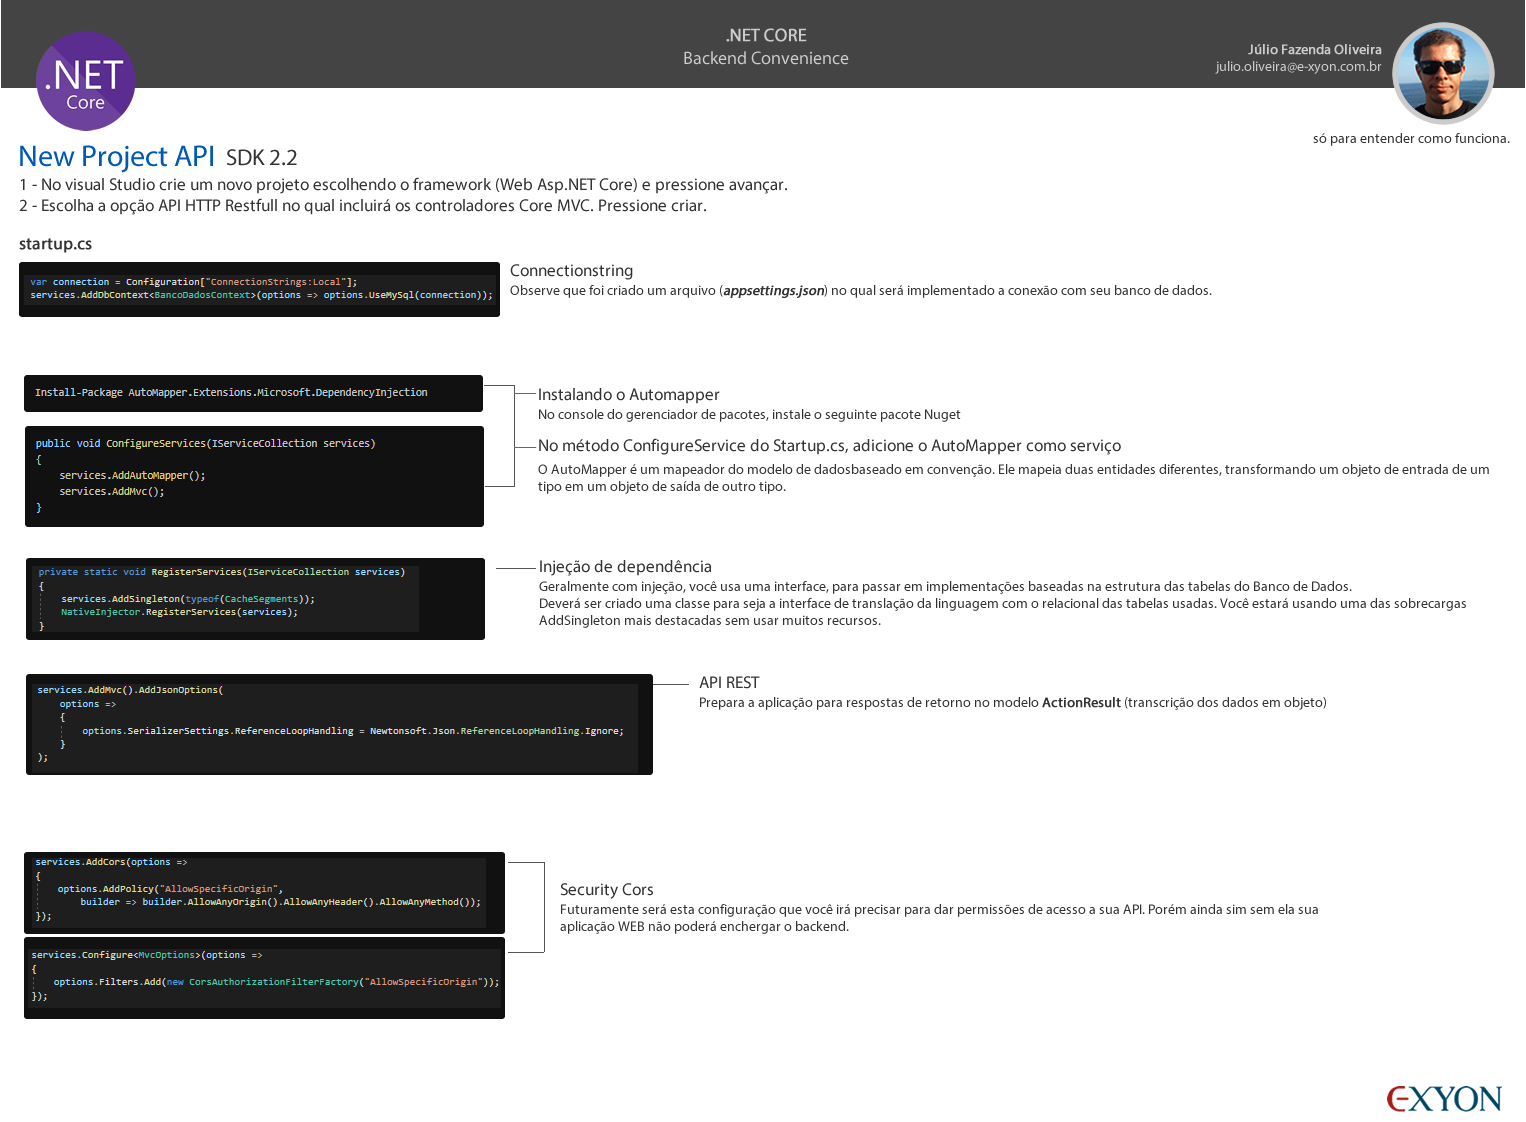 .NET CORE
Backend Convenience
Júlio Fazenda Oliveira
julio.oliveira@e-xyon.com.br
.NET
Core
só para entender como funciona.
New Project API SDK 2.2
1 - No visual Studio crie um novo projeto escolhendo o framework (Web Asp.NET Core) e pressione avançar.
2 - Escolha a opção API HTTP Restfull no qual incluirá os controladores Core MVC. Pressione criar.
startup.cs
var connection = Configuration["ConnectionStrings:Local"];
services.AddDbContext<BancoDadosContext>(options => options.UseMySql(connection));
Connectionstring
Observe que foi criado um arquivo (appsettings.json) no qual será implementado a conexão com seu banco de dados.
Install-Package AutoMapper.Extensions.Microsoft.DependencyInjection
Instalando o Automapper
No console do gerenciador de pacotes, instale o seguinte pacote Nuget
public void ConfigureServices(IServiceCollection services)
{
services.AddAutoMapper();
services.AddMvc();
}
No método ConfigureService do Startup.cs, adicione o AutoMapper como serviço
O AutoMapper é um mapeador do modelo de dadosbaseado em convenção. Ele mapeia duas entidades diferentes, transformando um objeto de entrada de um
tipo em um objeto de saída de outro tipo.
private static void RegisterServices(IServiceCollection services)
{
services.AddSingleton(typeof(CacheSegments));
NativeInjector.RegisterServices(services);
}
Injeção de dependência
Geralmente com injeção, você usa uma interface, para passar em implementações baseadas na estrutura das tabelas do Banco de Dados.
Deverá ser criado uma classe para seja a interface de translação da linguagem com o relacional das tabelas usadas. Você estará usando uma das sobrecargas
AddSingleton mais destacadas sem usar muitos recursos.
services.AddMvc().AddJsonOptions(
options =>
{
options.SerializerSettings.ReferenceLoopHandling = Newtonsoft.Json.ReferenceLoopHandling.Ignore;
}
);
API REST
Prepara a aplicação para respostas de retorno no modelo ActionResult (transcrição dos dados em objeto)
services.AddCors(options =>
{
options.AddPolicy("AllowSpecificOrigin",
builder => builder.AllowAnyOrigin().AllowAnyHeader().AllowAnyMethod());
});
services.Configure<MvcOptions>(options =>
{
options.Filters.Add(new CorsAuthorizationFilterFactory("AllowSpecificOrigin"));
});
Security Cors
Futuramente será esta configuração que você irá precisar para dar permissões de acesso a sua API. Porém ainda sim sem ela sua
aplicação WEB não poderá enchergar o backend.
EXYON